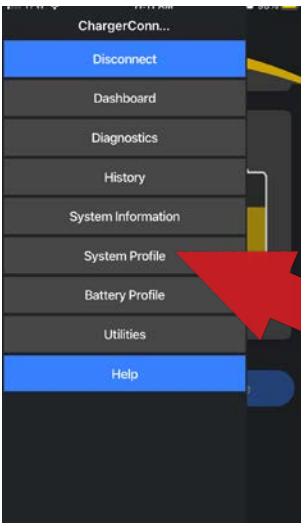 ChargerConn...
Disconnect
Dashboard
Diagnostics
History
System Information
System Profile
Battery Profile
Utilities
Help